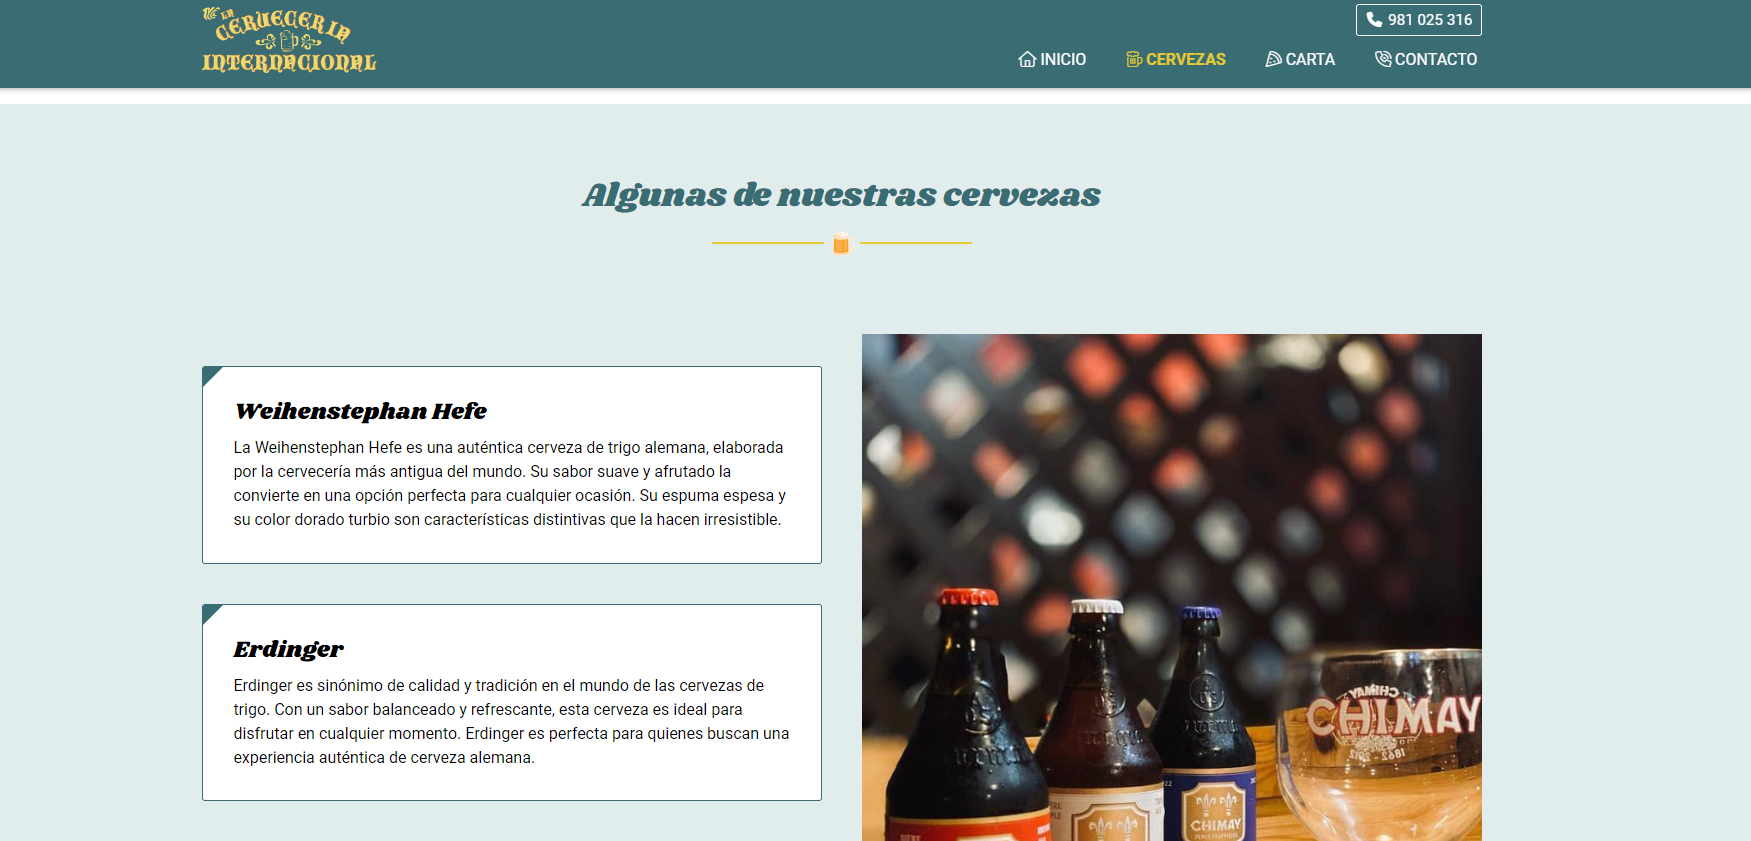 LA
CERVECERIA
INTERNACIONAL
981 025 316
INICIO
CERVEZAS
CARTA
CONTACTO
Algunas de nuestras cervezas
Weihenstephan Hefe
La Weihenstephan Hefe es una auténtica cerveza de trigo alemana, elaborada
por la cervecería más antigua del mundo. Su sabor suave y afrutado la
convierte en una opción perfecta para cualquier ocasión. Su espuma espesa y
su color dorado turbio son características distintivas que la hacen irresistible.
Erdinger
Erdinger es sinónimo de calidad y tradición en el mundo de las cervezas de
trigo. Con un sabor balanceado y refrescante, esta cerveza es ideal para
disfrutar en cualquier momento. Erdinger es perfecta para quienes buscan una
experiencia auténtica de cerveza alemana.
CHIMAY
CHIMAY
1862 - 2012
CHIMAY